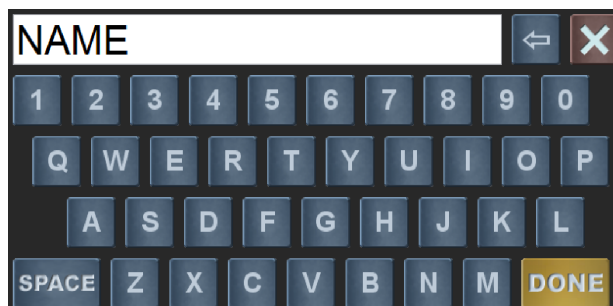 NAME
1 2 3 4 5 6 7 8 9 0
Q W E R T Y U I O P
A S D F G H J K L
SPACE Z X C V B N M DONE